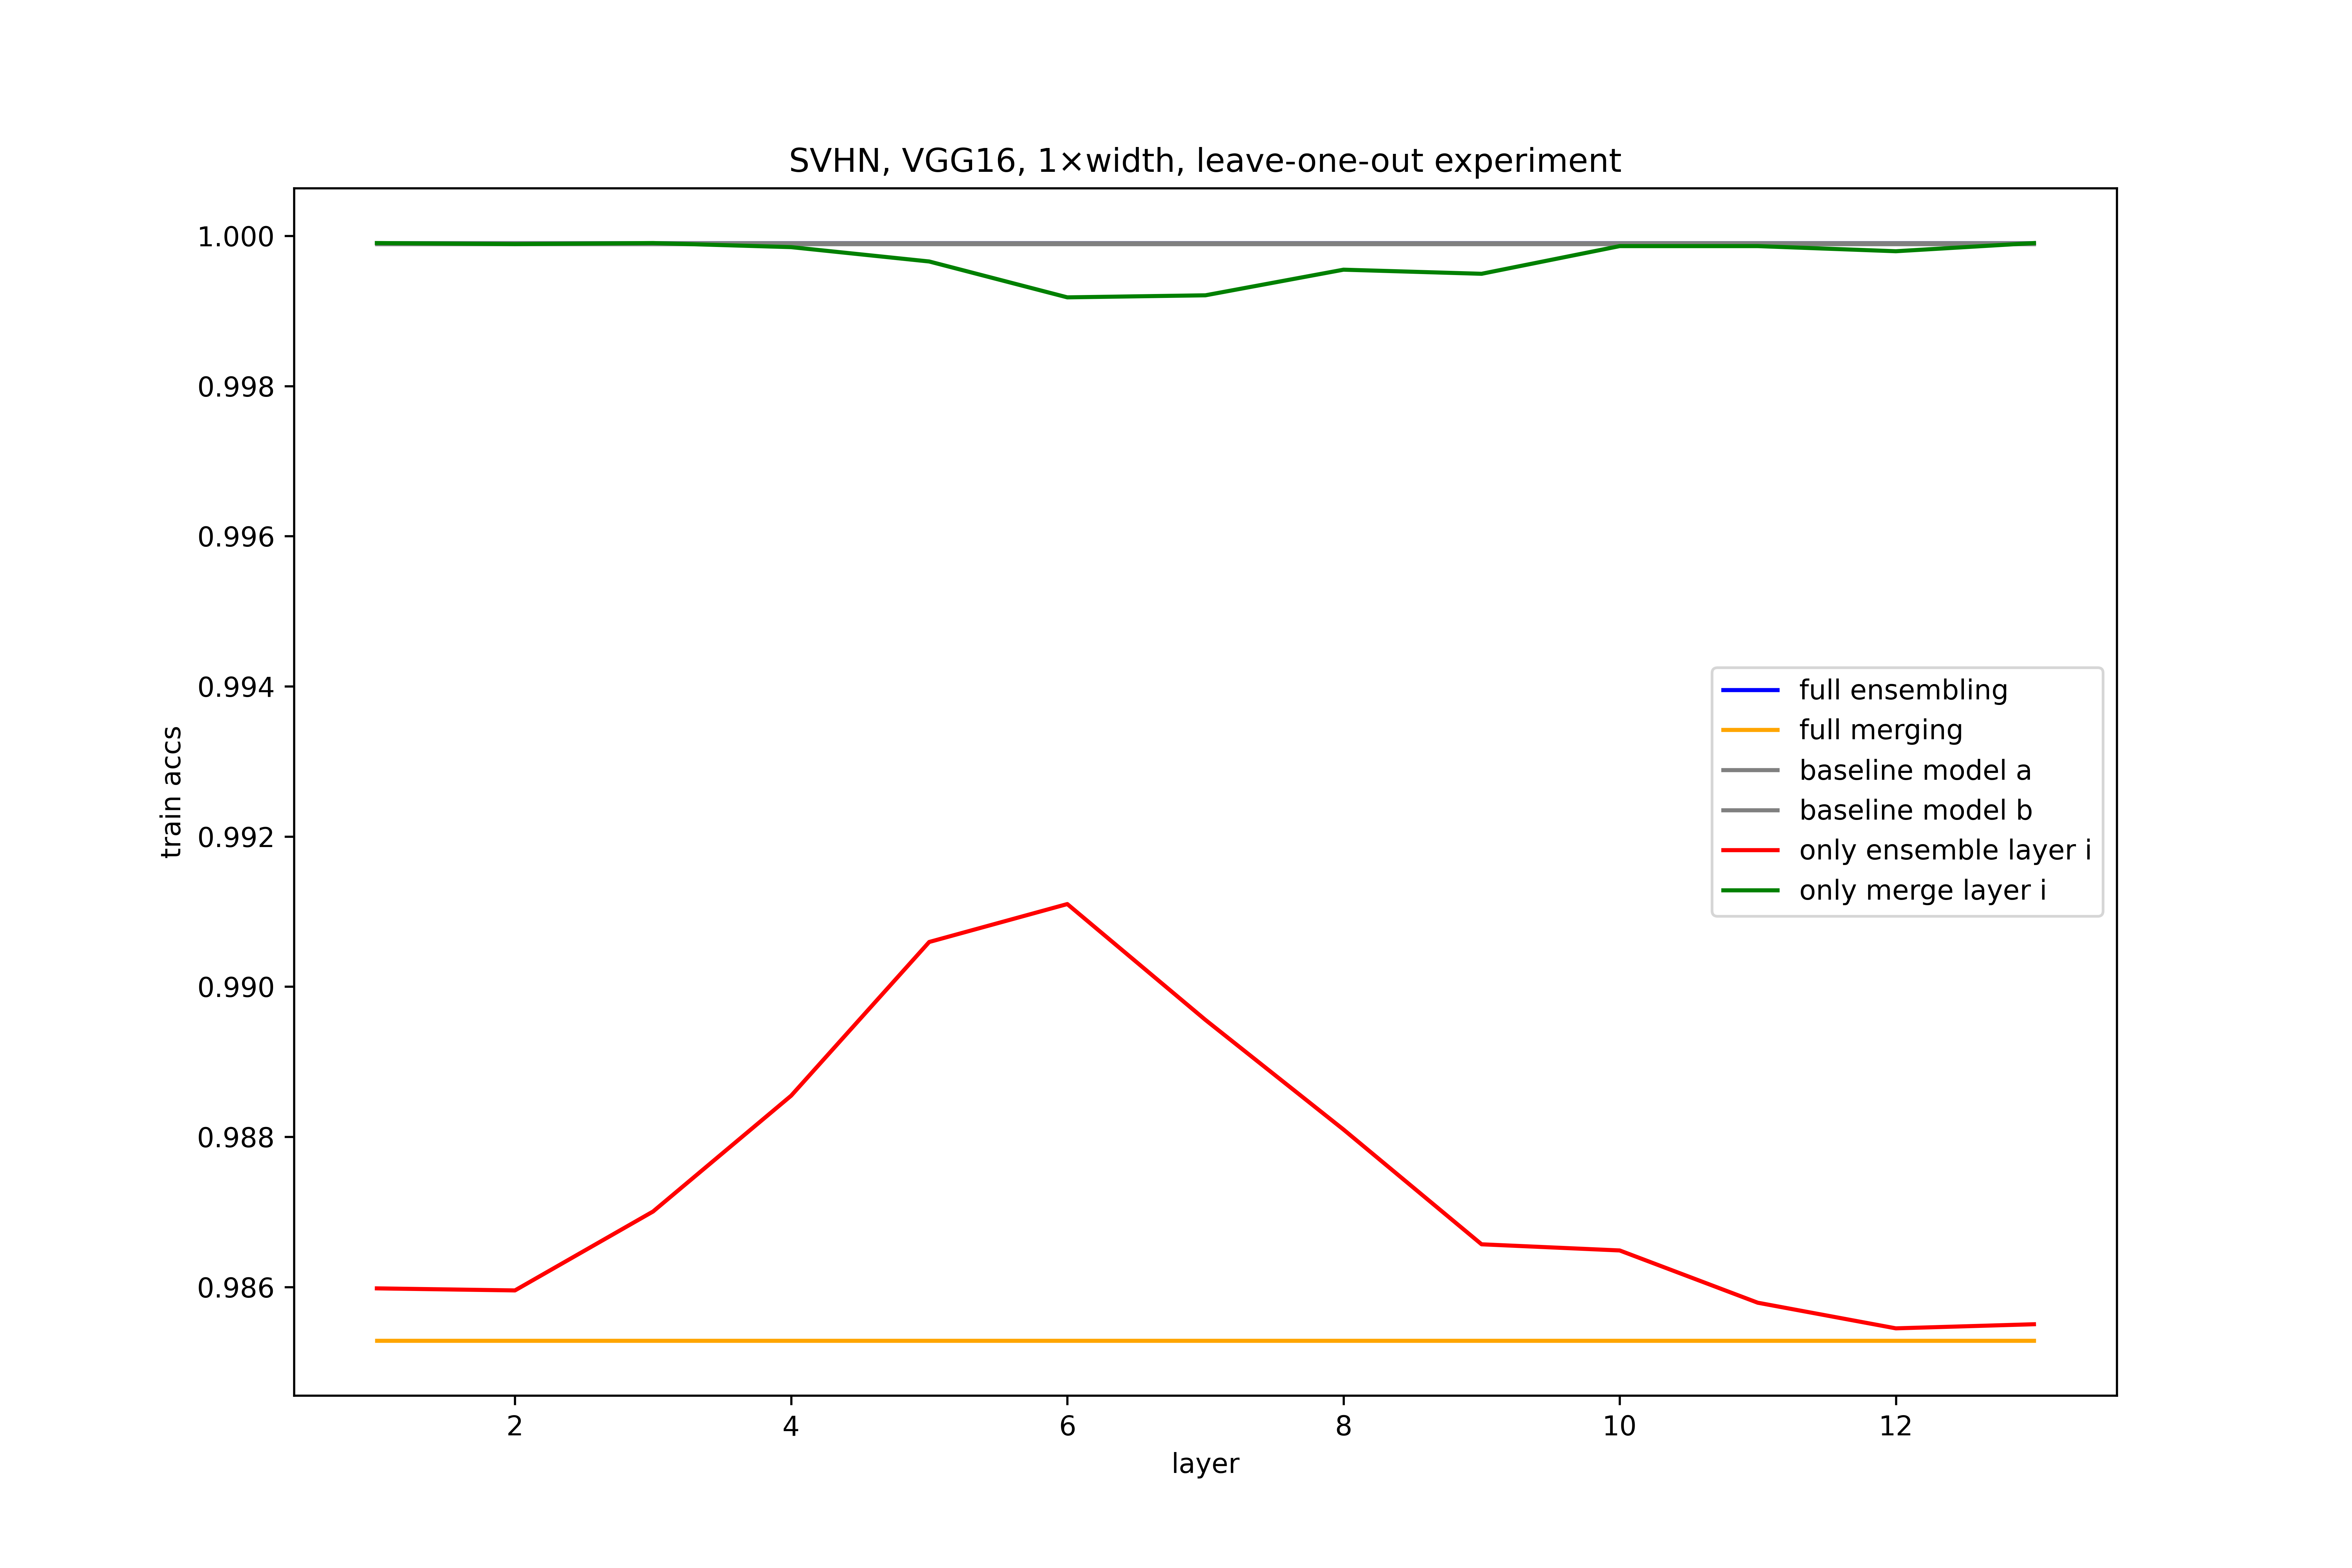 SVHN, VGG16, 1×width, leave-one-out experiment
train accs
1.000
0.998
0.996
0.994
0.992
0.990
0.988
0.986
full ensembling
full merging
baseline model a
baseline model b
only ensemble layer i
only merge layer i
2 4 6 8 10 12
layer